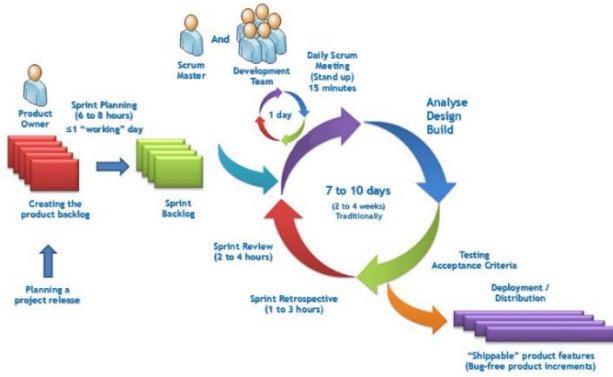 Scrum
Master
And
Development
Team
Daily Scrum
Meeting
(Stand up)
15 minutes
1 day
Product
Owner
Sprint Planning
(6 to 8 hours)
≤1 "working" day
Creating the
product backlog
Sprint
Backlog
Planning a
project release
Analyse
Design
Build
7 to 10 days
(2 to 4 weeks)
Traditionally
Sprint Review
(2 to 4 hours)
Sprint Retrospective
(1 to 3 hours)
Testing
Acceptance Criteria
Deployment /
Distribution
"Shippable" product features
(Bug-free product increments)